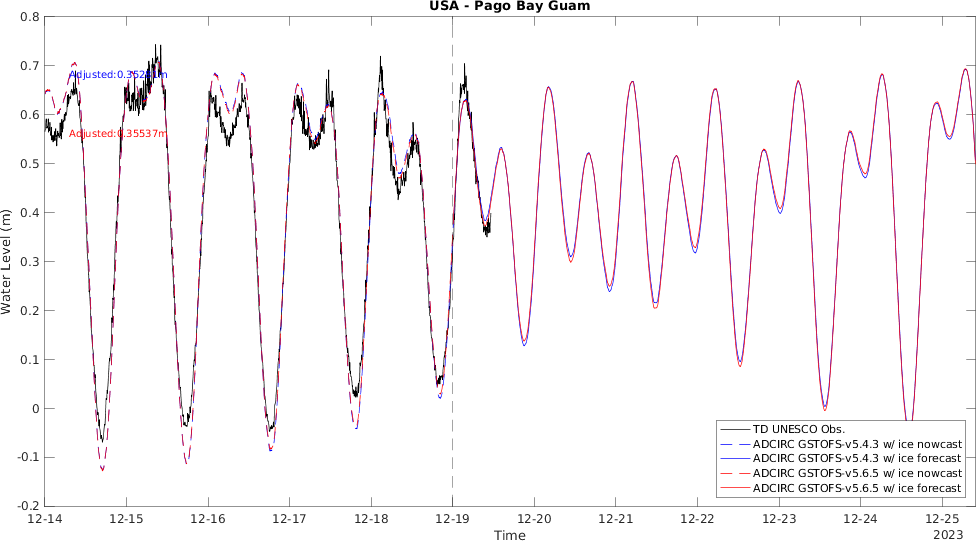 USA - Pago Bay Guam
0.8
0.7
0.6
0.5
0.4
0.3
0.2
0.1
0
-0.1
-0.2
Water Level (m)
Adjusted:0.35537m
TD UNESCO Obs.
ADCIRC GSTOFS-v5.4.3 w/ ice nowcast
ADCIRC GSTOFS-v5.4.3 w/ ice forecast
ADCIRC GSTOFS-v5.6.5 w/ ice nowcast
ADCIRC GSTOFS-v5.6.5 w/ ice forecast
12-14 12-15 12-16 12-17 12-18 12-19 12-20 12-21 12-22 12-23 12-24 12-25
Time
2023